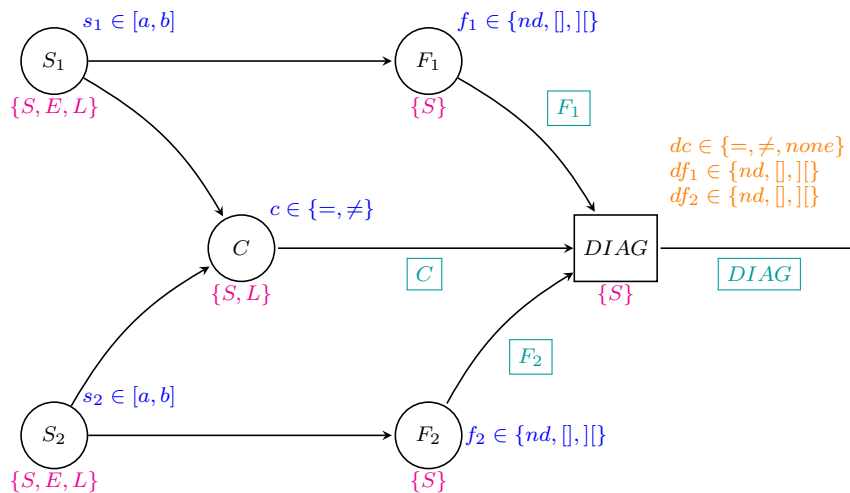 s₁ ∈ [a, b]
f₁ ∈ {nd, [], ][}
S₁
F₁
{S, E, L}
{S}
F₁
dc ∈ {=, ≠, none}
df₁ ∈ {nd, [], ][}
df₂ ∈ {nd, [], ][}
c ∈ {=, ≠}
C
DIAG
C
DIAG
{S, L}
{S}
F₂
s₂ ∈ [a, b]
S₂
F₂
f₂ ∈ {nd, [], ][}
{S, E, L}
{S}